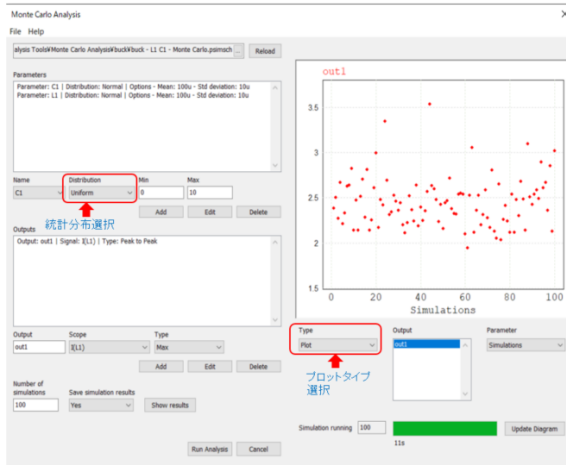 Monte Carlo Analysis
File Help
alysis Tools¥Monte Carlo Analysis¥buck¥buck - L1 C1 - Monte Carlo.psimsch ... Reload
Parameters
Parameter: C1 | Distribution: Normal | Options - Mean: 100u - Std deviation: 10u
Parameter: L1 | Distribution: Normal | Options - Mean: 100u - Std deviation: 10u
Name Distribution Min Max
C1 Uniform 0 10
統計分布選択
Add Edit Delete
Outputs
Output: out1 | Signal: I(L1) | Type: Peak to Peak
Output Scope Type
out1 I(L1) Max
Add Edit Delete
Number of simulations Save simulation results
100 Yes Show results
Run Analysis Cancel
out1
3.5
3
2.5
2
1.5
0 20 40 60 80 100
Simulations
Type Output Parameter
Plot out1 Simulations
プロットタイプ
選択
Simulation running 100 Update Diagram
11s